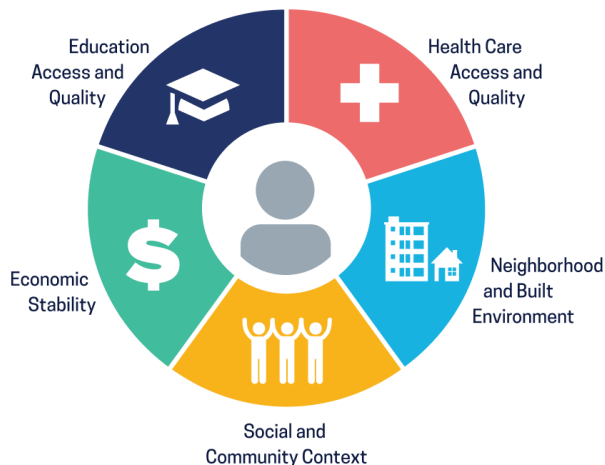 Education
Access and
Quality
Health Care
Access and
Quality
Economic
Stability
$
Neighborhood
and Built
Environment
Social and
Community Context